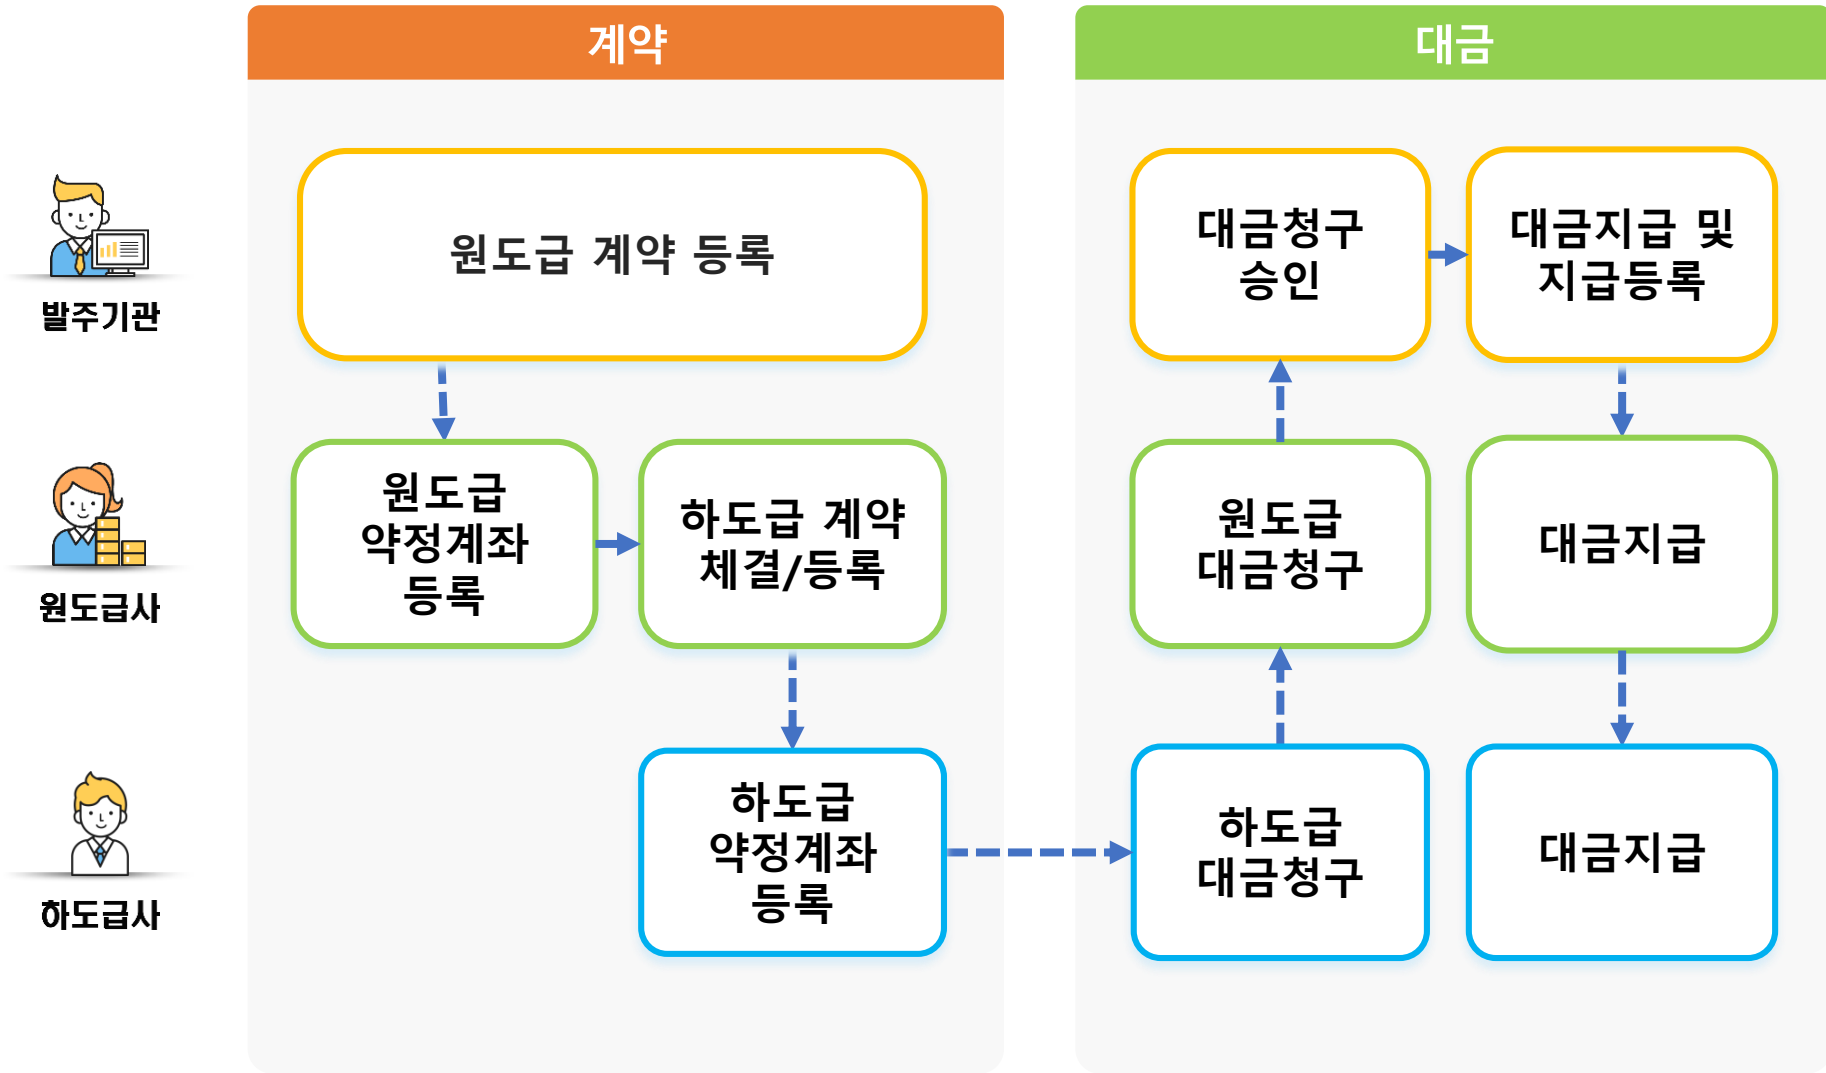 계약
대금
발주기관
원도급 계약 등록
대금청구
승인
대금지급 및
지급등록
원도급사
원도급
약정계좌
등록
하도급 계약
체결/등록
원도급
대금청구
대금지급
하도급사
하도급
약정계좌
등록
하도급
대금청구
대금지급